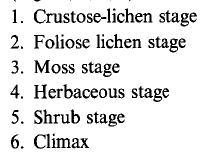 1. Crustose-lichen stage
2. Foliose lichen stage
3. Moss stage
4. Herbaceous stage
5. Shrub stage
6. Climax